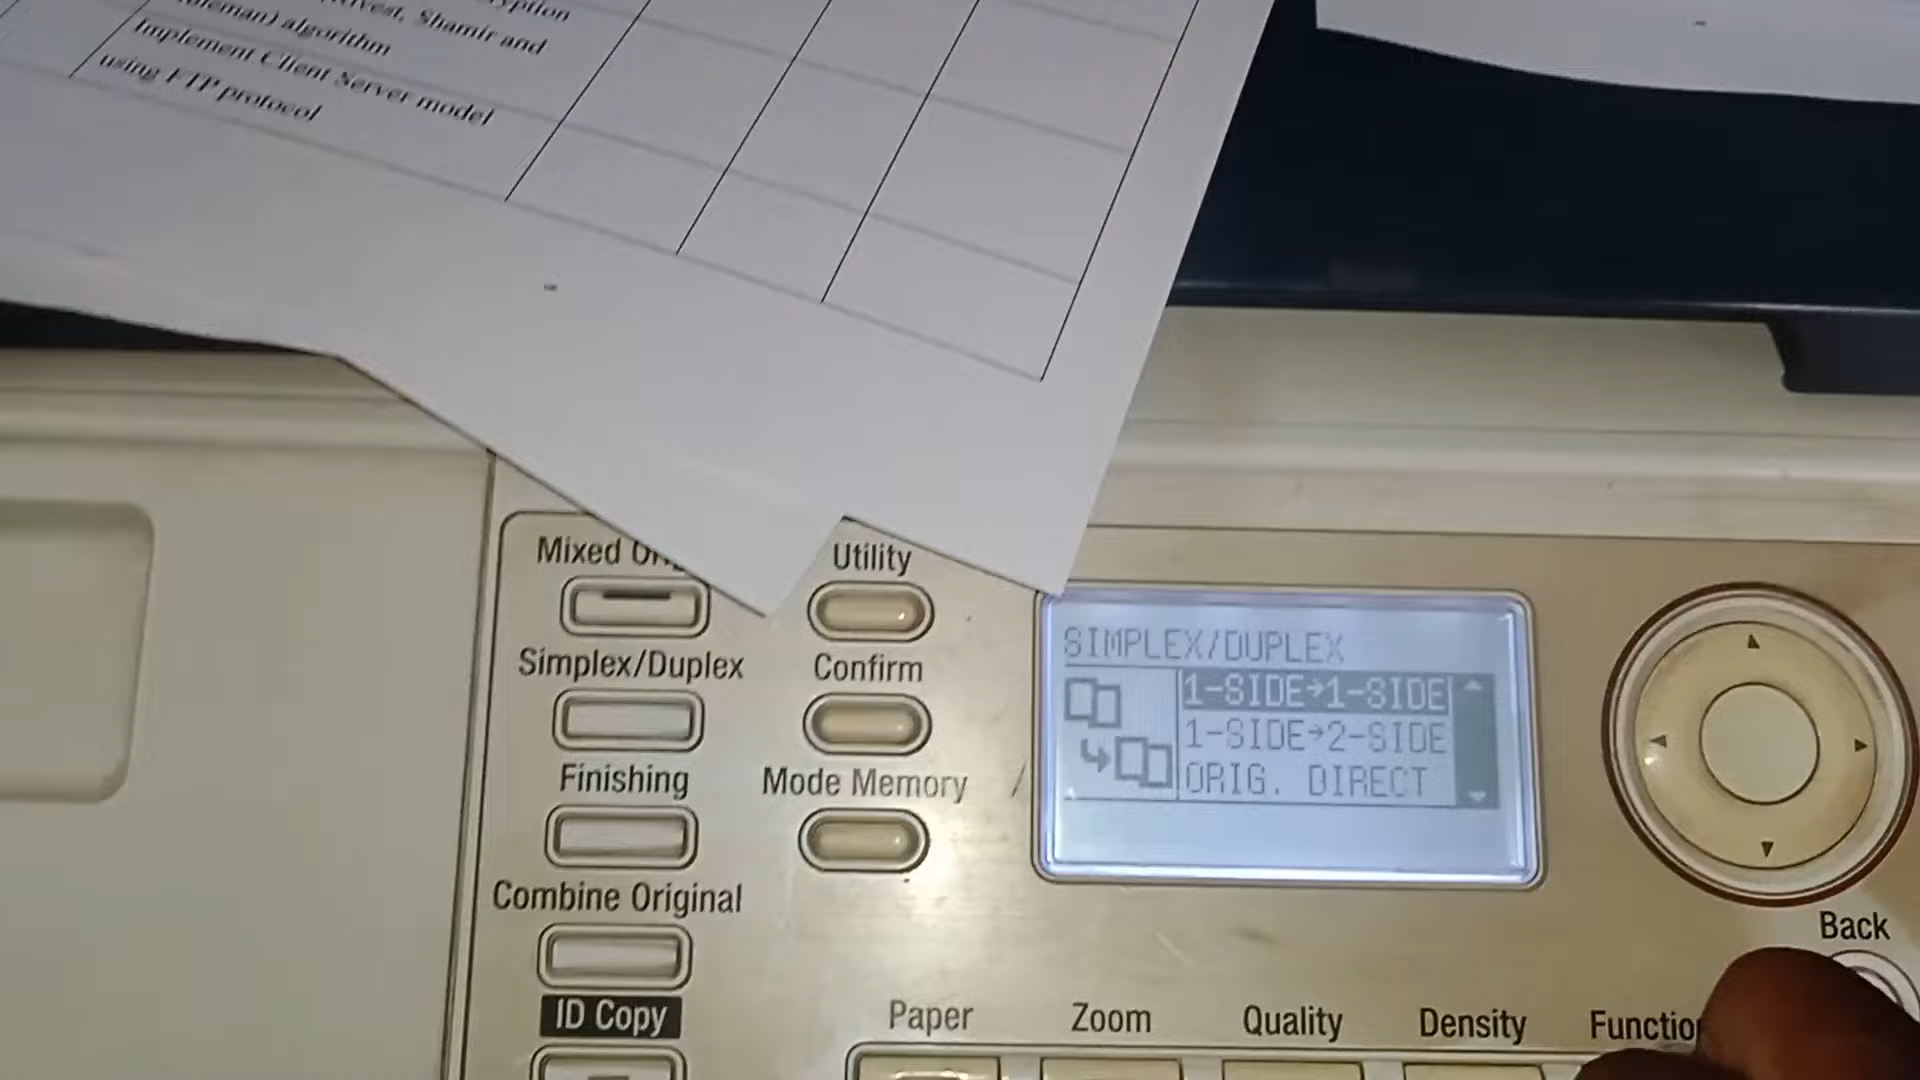 Shamir and
algorithm
Implement Client Server model
using FTP protocol
Mixed
Utility
Simplex/Duplex
Confirm
Finishing
Mode Memory
Combine Original
ID Copy
SIMPLEX/DUPLEX
1-SIDE→1-SIDE
1-SIDE→2-SIDE
ORIG. DIRECT
Back
Paper
Zoom
Quality
Density